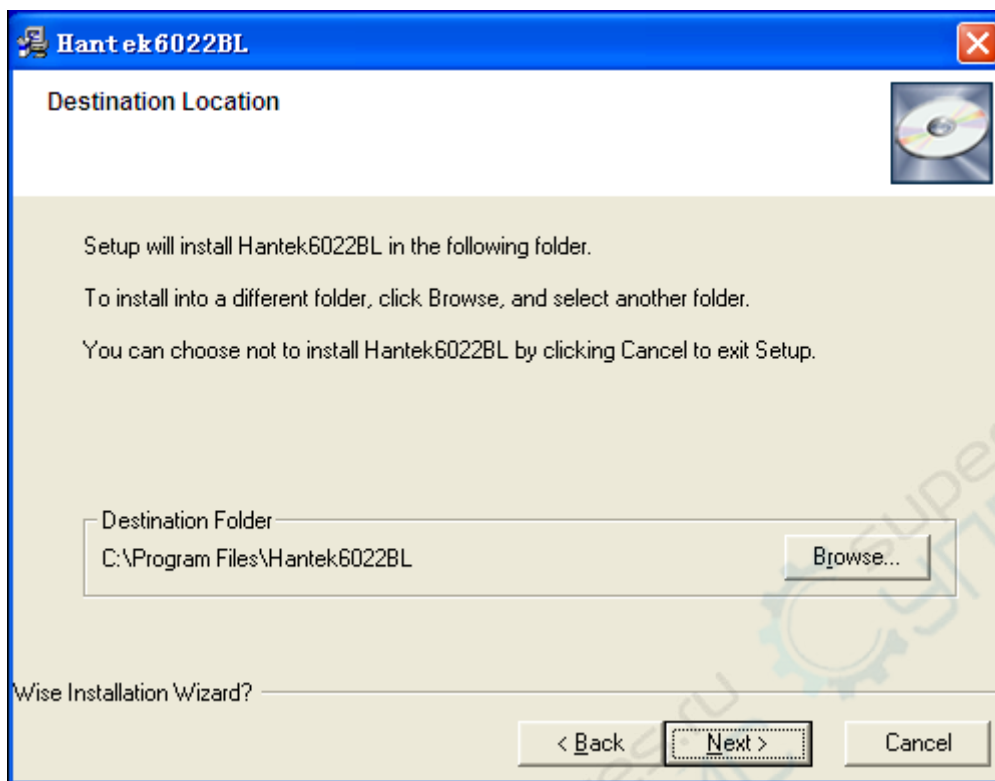 Hantek6022BL
Destination Location
Setup will install Hantek6022BL in the following folder.
To install into a different folder, click Browse, and select another folder.
You can choose not to install Hantek6022BL by clicking Cancel to exit Setup.
Destination Folder
C:\Program Files\Hantek6022BL
Browse...
Wise Installation Wizard?
< Back
Next >
Cancel